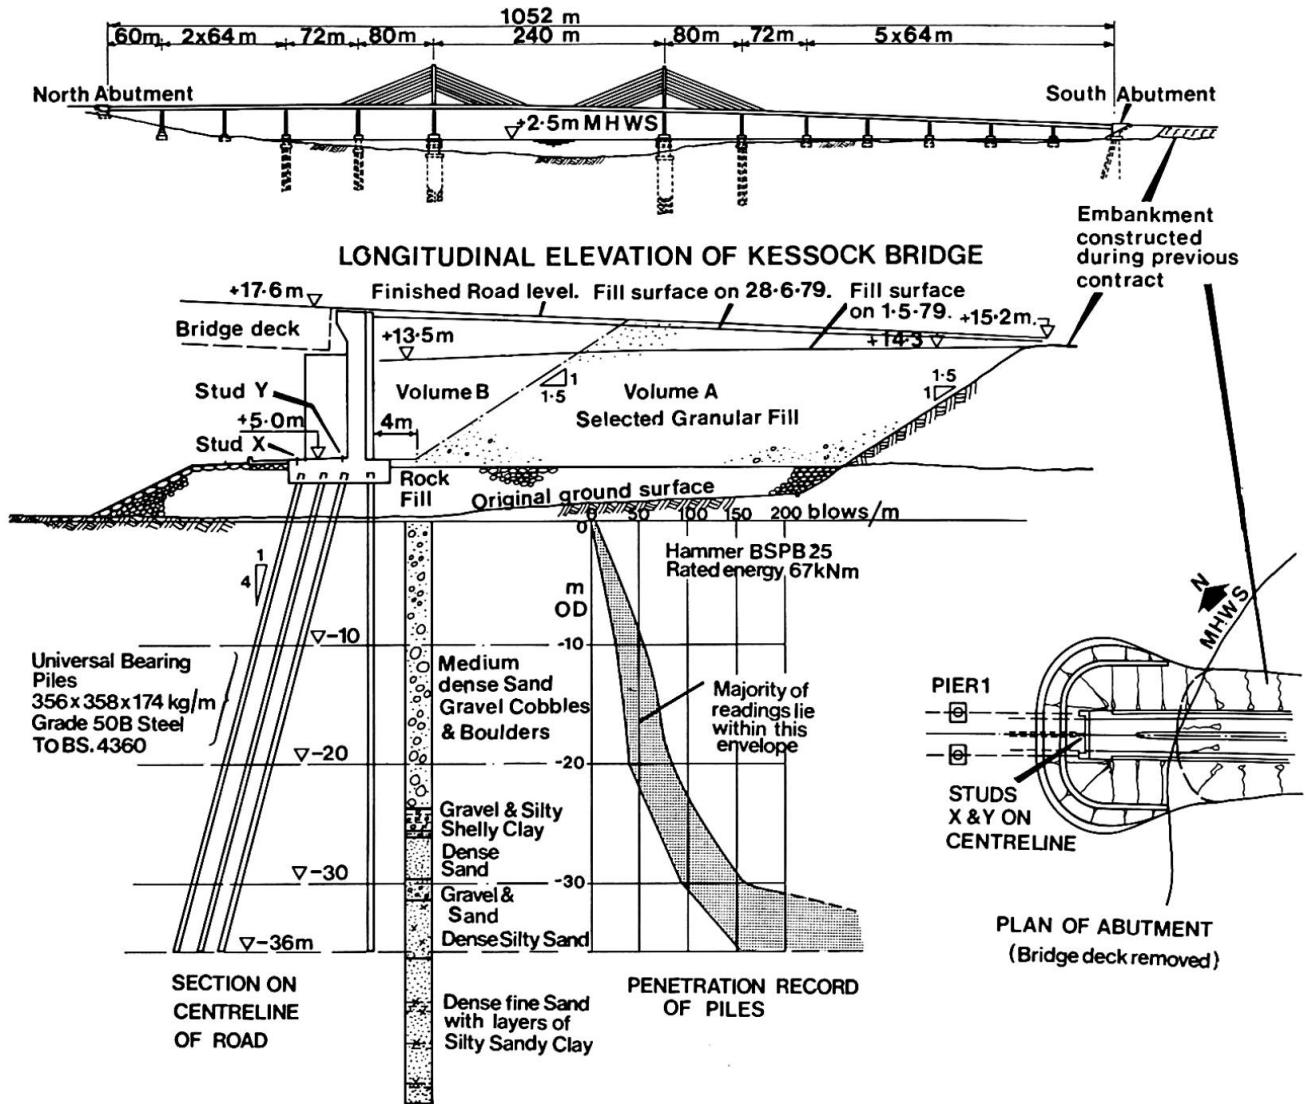 1052 m
60m 2x64 m 72m 80m 240 m 80m 72m 5x64m
North Abutment
South Abutment
+2·5m MHWS
LONGITUDINAL ELEVATION OF KESSOCK BRIDGE
Embankment
constructed
during previous
contract
+17·6m
Finished Road level.
Fill surface on 28·6·79.
Fill surface
on 1·5·79.
+15·2m.
Bridge deck
+13·5m
+14·3
Stud Y
Volume B
1·5
1
Volume A
Selected Granular Fill
1·5
1
+5·0m
4m
Stud X
Rock
Fill
Original ground surface
0 50 100 150 200 blows/m
0
Hammer BSPB 25
Rated energy 67kNm
1
4
m
OD
-10
-10
Universal Bearing
Piles
356 x 358 x 174 kg/m
Grade 50B Steel
To BS. 4360
Medium
dense Sand
Gravel Cobbles
& Boulders
Majority of
readings lie
within this
envelope
-20
-20
Gravel & Silty
Shelly Clay
Dense
Sand
-30
-30
Gravel &
Sand
Dense Silty Sand
-36m
SECTION ON
CENTRELINE
OF ROAD
PENETRATION RECORD
OF PILES
Dense fine Sand
with layers of
Silty Sandy Clay
N
MHWS
PIER 1
STUDS
X & Y ON
CENTRELINE
PLAN OF ABUTMENT
(Bridge deck removed)